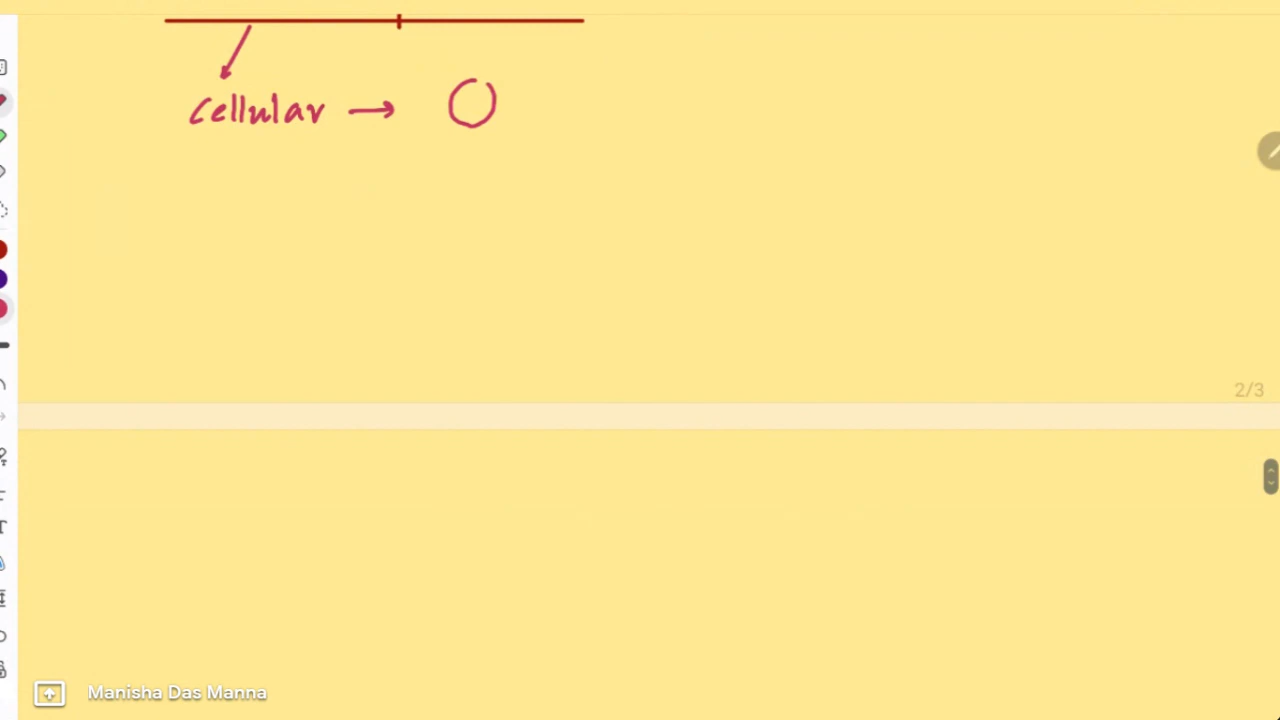 cellular →
2/3
Manisha Das Manna